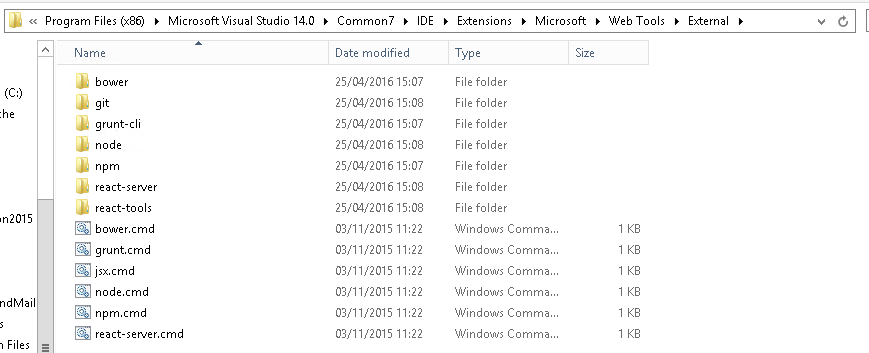 « Program Files (x86) ▸ Microsoft Visual Studio 14.0 ▸ Common7 ▸ IDE ▸ Extensions ▸ Microsoft ▸ Web Tools ▸ External ▸
Name Date modified Type Size
bower 25/04/2016 15:07 File folder
(C:) git 25/04/2016 15:08 File folder
che grunt-cli 25/04/2016 15:07 File folder
node 25/04/2016 15:08 File folder
npm 25/04/2016 15:07 File folder
react-server 25/04/2016 15:08 File folder
react-tools 25/04/2016 15:08 File folder
on2015 bower.cmd 03/11/2015 11:22 Windows Comma... 1 KB
grunt.cmd 03/11/2015 11:22 Windows Comma... 1 KB
jsx.cmd 03/11/2015 11:22 Windows Comma... 1 KB
node.cmd 03/11/2015 11:22 Windows Comma... 1 KB
ndMail npm.cmd 03/11/2015 11:22 Windows Comma... 1 KB
s react-server.cmd 03/11/2015 11:22 Windows Comma... 1 KB
n Files